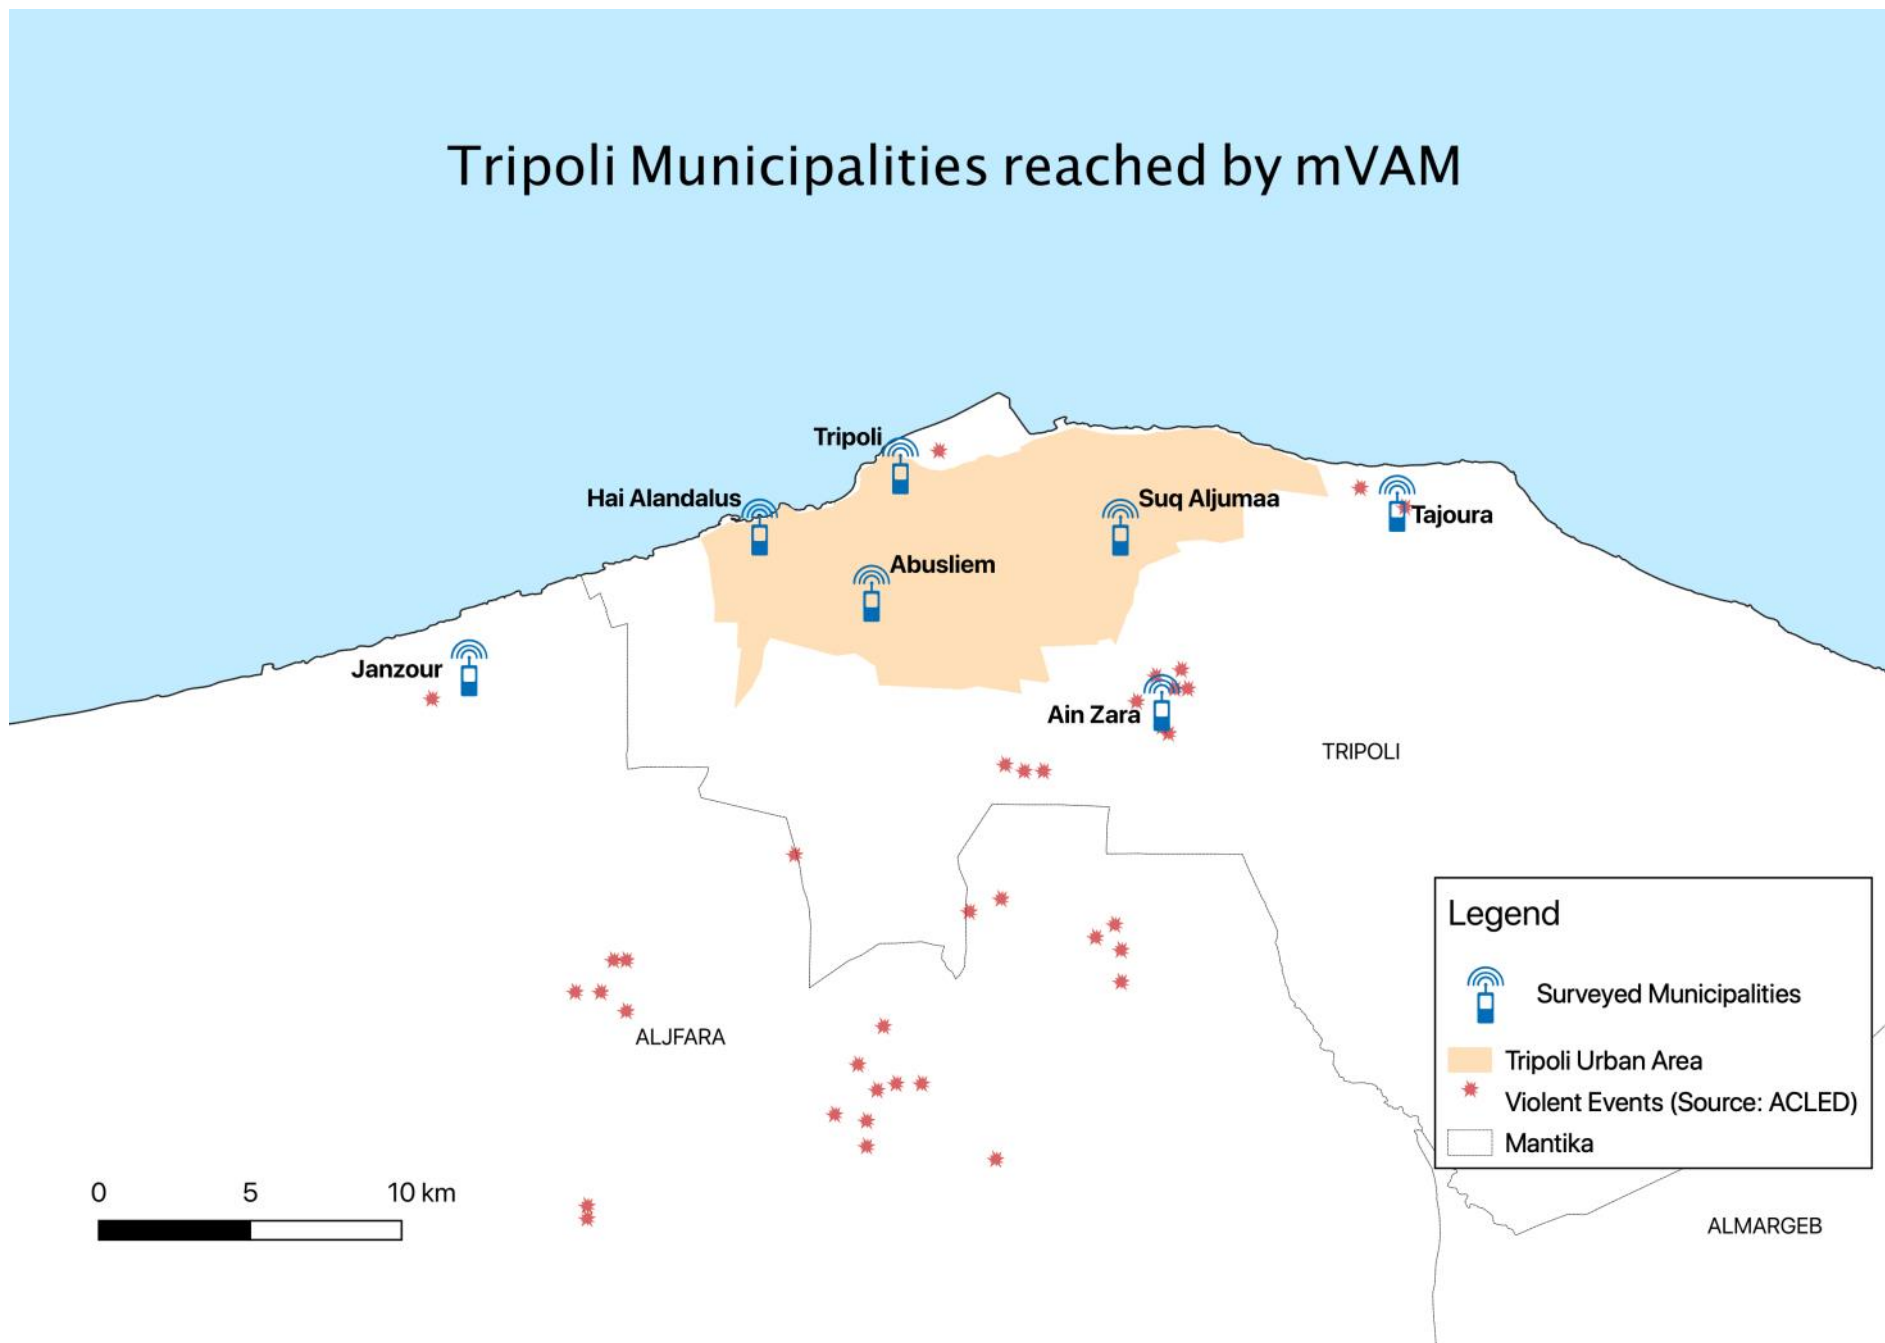 Tripoli Municipalities reached by mVAM
Tripoli
Hai Alandalus
Suq Aljumaa
Tajoura
Abusliem
Janzour
Ain Zara
TRIPOLI
Legend
Surveyed Municipalities
Tripoli Urban Area
Violent Events (Source: ACLED)
Mantika
ALJFARA
0 5 10 km
ALMARGEB